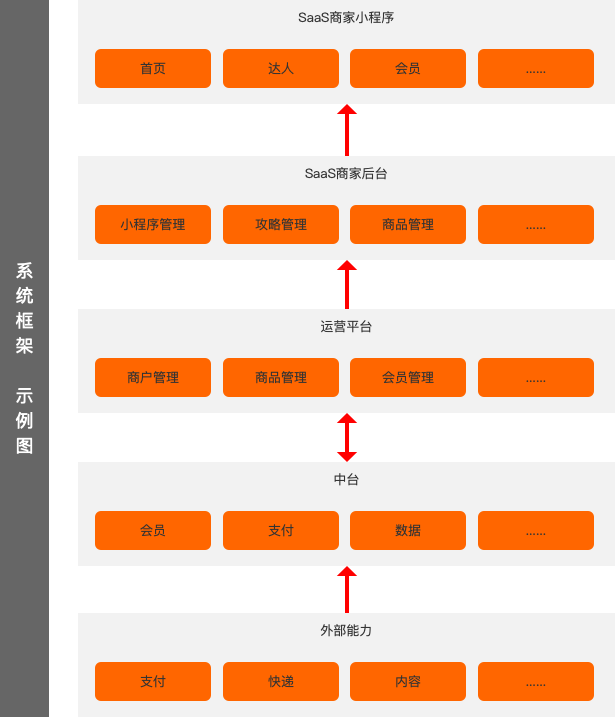 系统框架 示例图
SaaS商家小程序
首页 达人 会员 ......
SaaS商家后台
小程序管理 攻略管理 商品管理 ......
运营平台
商户管理 商品管理 会员管理 ......
中台
会员 支付 数据 ......
外部能力
支付 快递 内容 ......